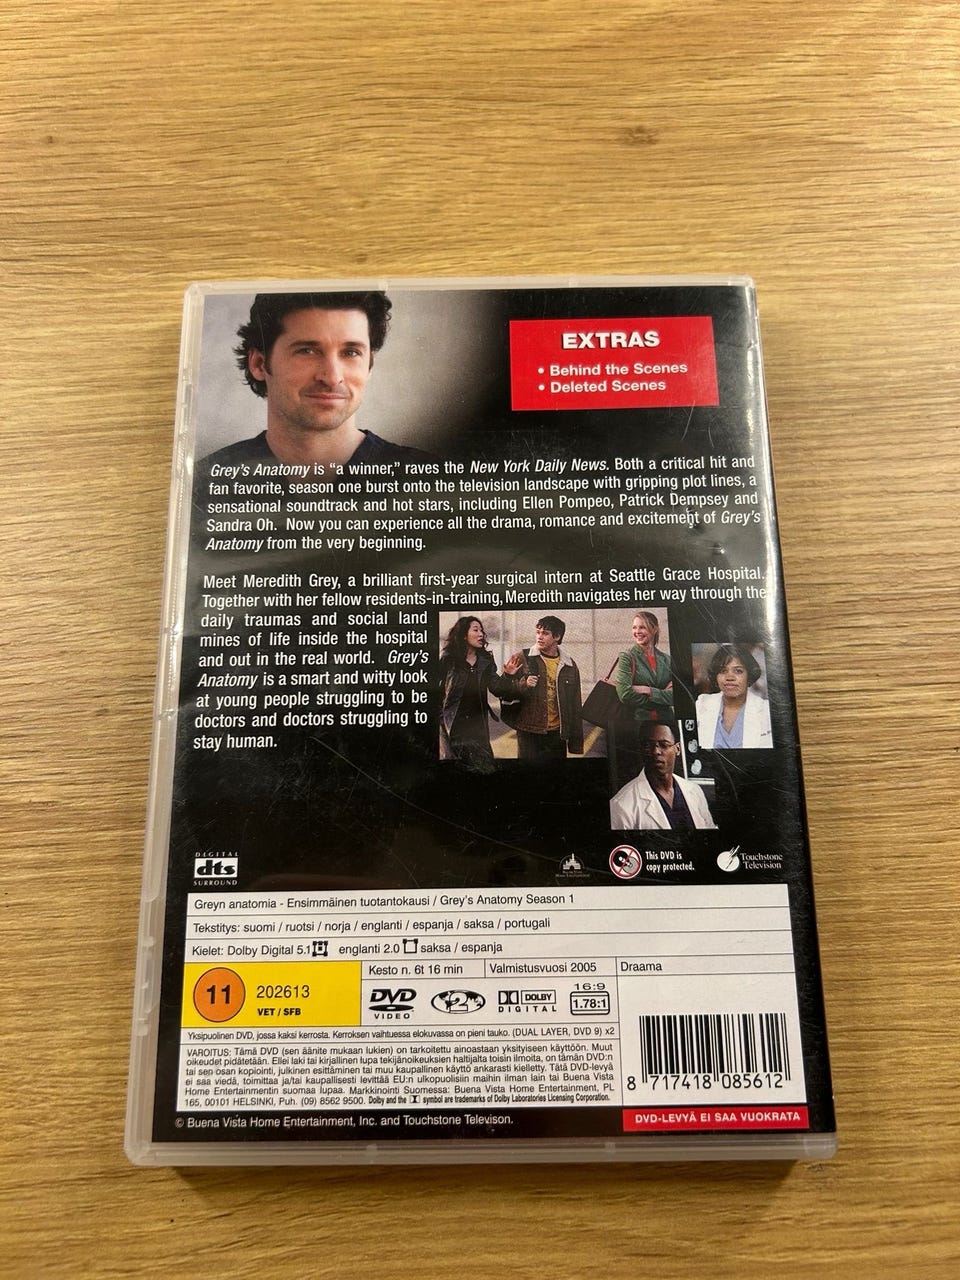 EXTRAS
• Behind the Scenes
• Deleted Scenes
Grey's Anatomy is “a winner,” raves the New York Daily News. Both a critical hit and
fan favorite, season one burst onto the television landscape with gripping plot lines, a
sensational soundtrack and hot stars, including Ellen Pompeo, Patrick Dempsey and
Sandra Oh. Now you can experience all the drama, romance and excitement of Grey's
Anatomy from the very beginning.
Meet Meredith Grey, a brilliant first-year surgical intern at Seattle Grace Hospital.
Together with her fellow residents-in-training, Meredith navigates her way through the
daily traumas and social land
mines of life inside the hospital
and out in the real world. Grey's
Anatomy is a smart and witty look
at young people struggling to be
doctors and doctors struggling to
stay human.
DIGITAL
dts
SURROUND
This DVD is
copy protected.
Touchstone
Television
Greyn anatomia - Ensimmäinen tuotantokausi / Grey's Anatomy Season 1
Tekstitys: suomi / ruotsi / norja / englanti / espanja / saksa / portugali
Kielet: Dolby Digital 5.1 englanti 2.0 saksa / espanja
11
202613
VET / SFB
Kesto n. 6t 16 min
Valmistusvuosi 2005
Draama
DVD
VIDEO
2
DOLBY
DIGITAL
16:9
1.78:1
Yksipuolinen DVD, jossa kaksi kerrosta. Kerroksen vaihtuessa elokuvassa on pieni tauko. (DUAL LAYER, DVD 9) x2
VAROITUS: Tämä DVD (sen äänite mukaan lukien) on tarkoitettu ainoastaan yksityiseen käyttöön. Muut
oikeudet pidätetään. Ellei laki tai kirjallinen lupa tekijänoikeuksien haltijalta toisin ilmoita, on tämän DVD:n
tai sen osan kopiointi, julkinen esittäminen tai muu kaupallinen käyttö ankarasti kielletty. Tätä DVD-levyä
ei saa viedä, toimittaa ja/tai kaupallisesti levittää EU:n ulkopuolisiin maihin ilman lain tai Buena Vista
Home Entertainmentin suomaa lupaa. Markkinointi Suomessa: Buena Vista Home Entertainment, PL
165, 00101 HELSINKI, Puh. (09) 8562 9500. Dolby and the symbol are trademarks of Dolby Laboratories Licensing Corporation.
8 717418 085612
© Buena Vista Home Entertainment, Inc. and Touchstone Televison.
DVD-LEVYÄ EI SAA VUOKRATA